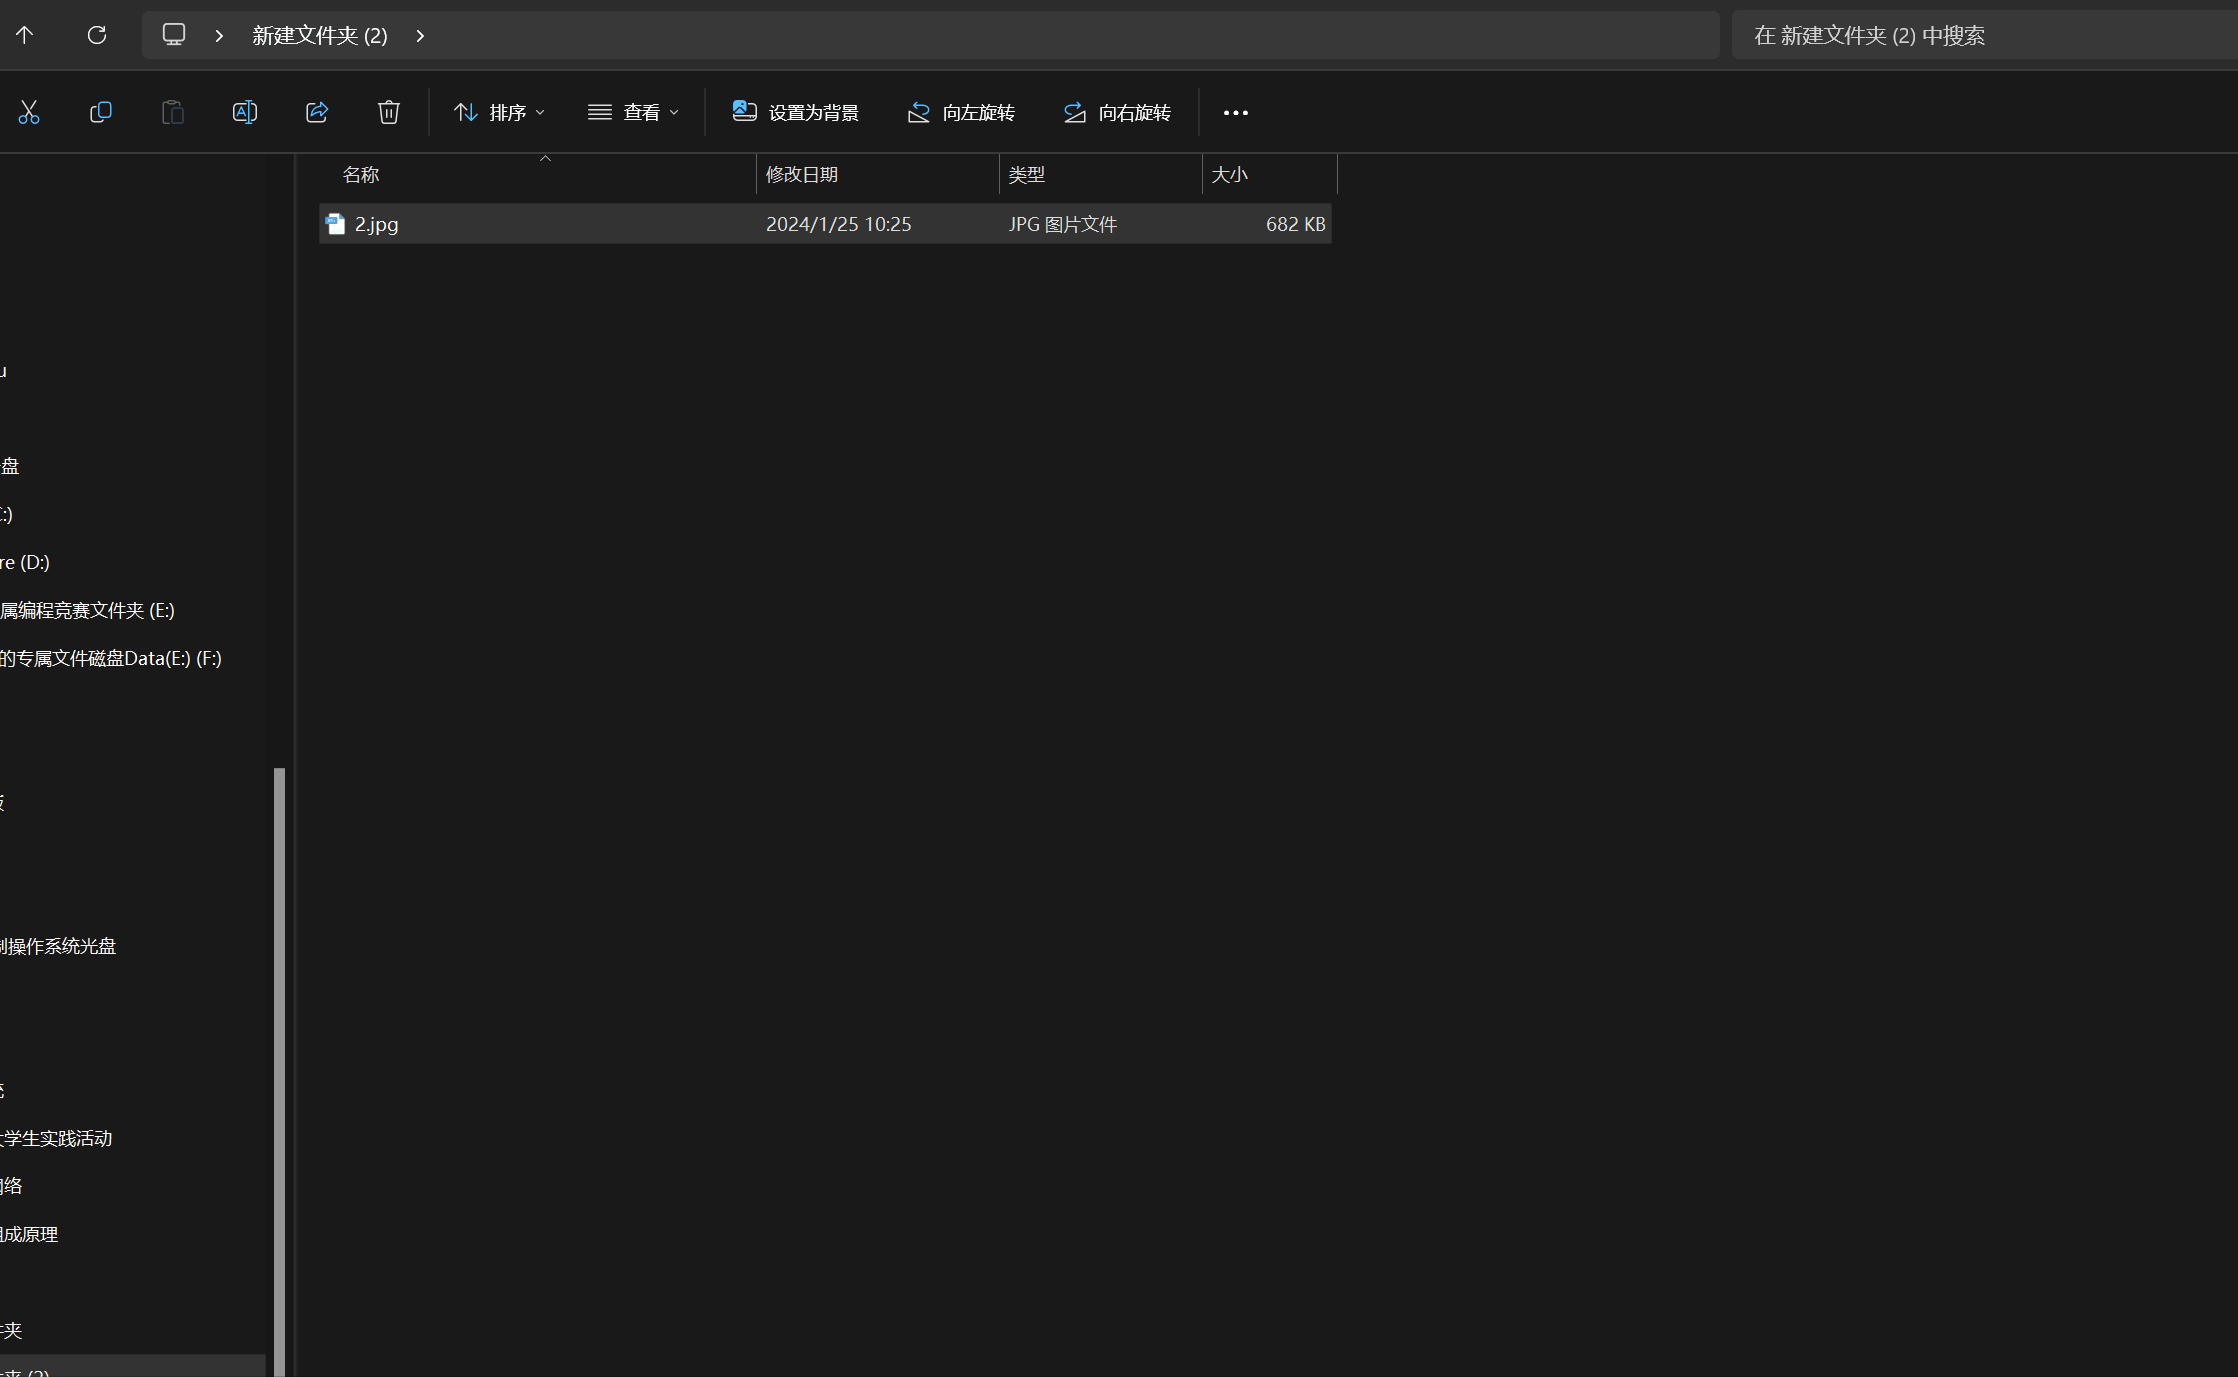 新建文件夹 (2)
在 新建文件夹 (2) 中搜索
排序
查看
设置为背景
向左旋转
向右旋转
名称
修改日期
类型
大小
2.jpg
2024/1/25 10:25
JPG 图片文件
682 KB
u
盘
:)
re (D:)
属编程竞赛文件夹 (E:)
的专属文件磁盘Data(E:) (F:)
操作系统光盘
学生实践活动
络
成原理
夹
夹 (2)